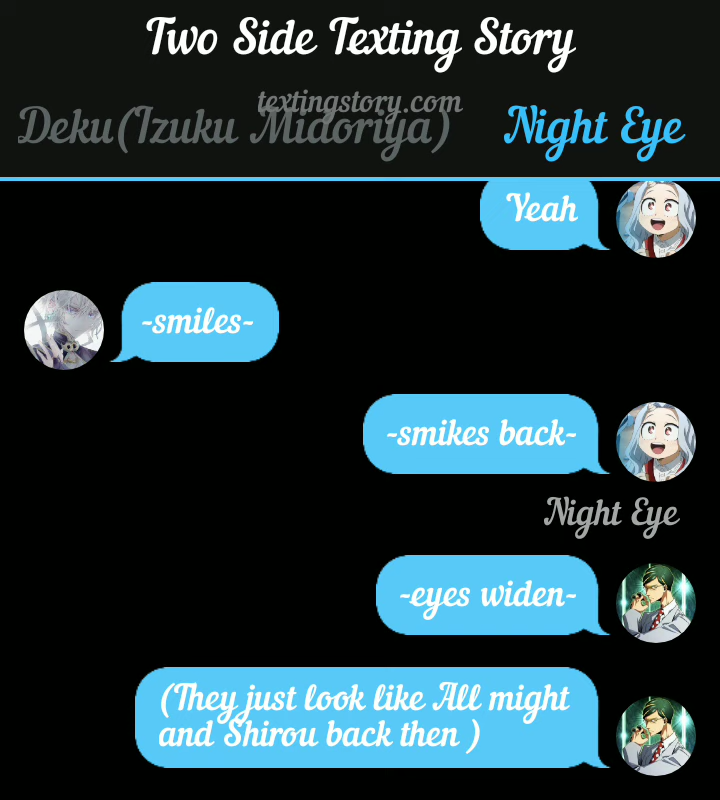 Two Side Texting Story
textingstory.com
Deku(Izuku Midoriya)
Night Eye
Yeah
-smiles-
-smikes back-
Night Eye
-eyes widen-
(They just look like All might
and Shirou back then )